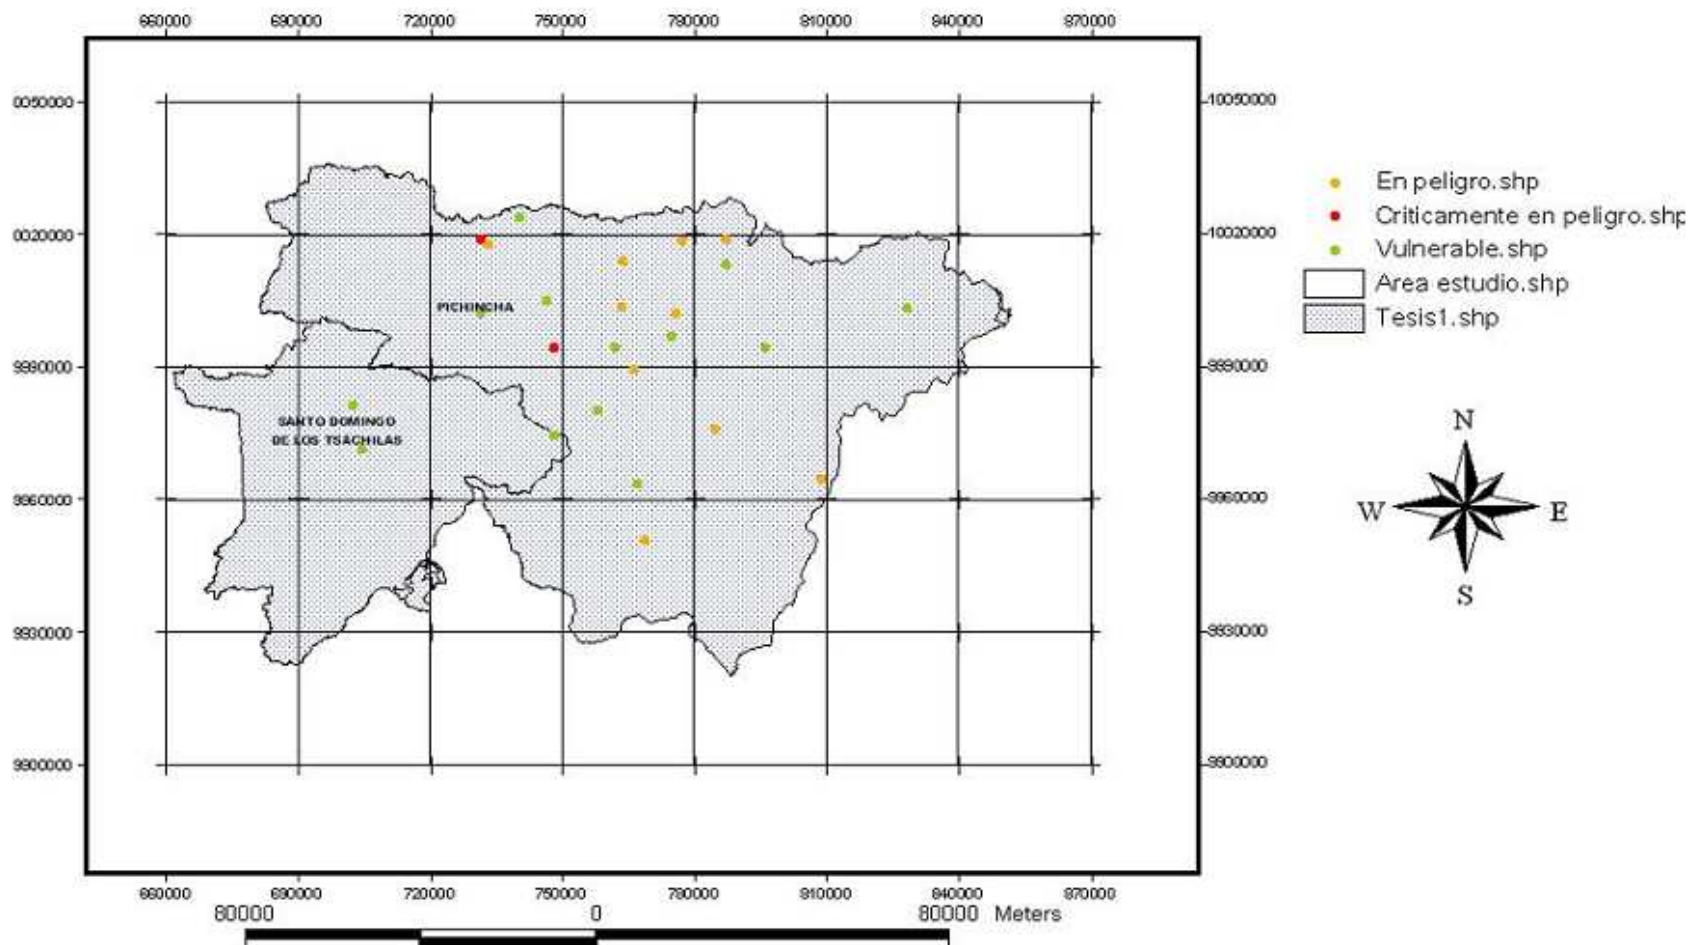 660000 690000 720000 750000 780000 810000 840000 870000
0050000 10050000
0020000 10020000
9990000 9990000
9960000 9960000
9930000 9930000
9900000 9900000
PICHINCHA
SANTO DOMINGO
DE LOS TSACHILAS
En peligro.shp
Criticamente en peligro.shp
Vulnerable.shp
Area estudio.shp
Tesis1.shp
N
W E
S
660000 690000 720000 750000 780000 810000 840000 870000
80000 0 80000 Meters